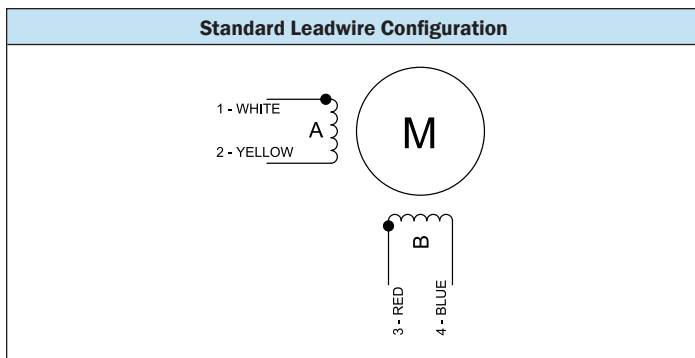 Standard Leadwire Configuration
1 - WHITE
A
2 - YELLOW
M
B
3 - RED
4 - BLUE